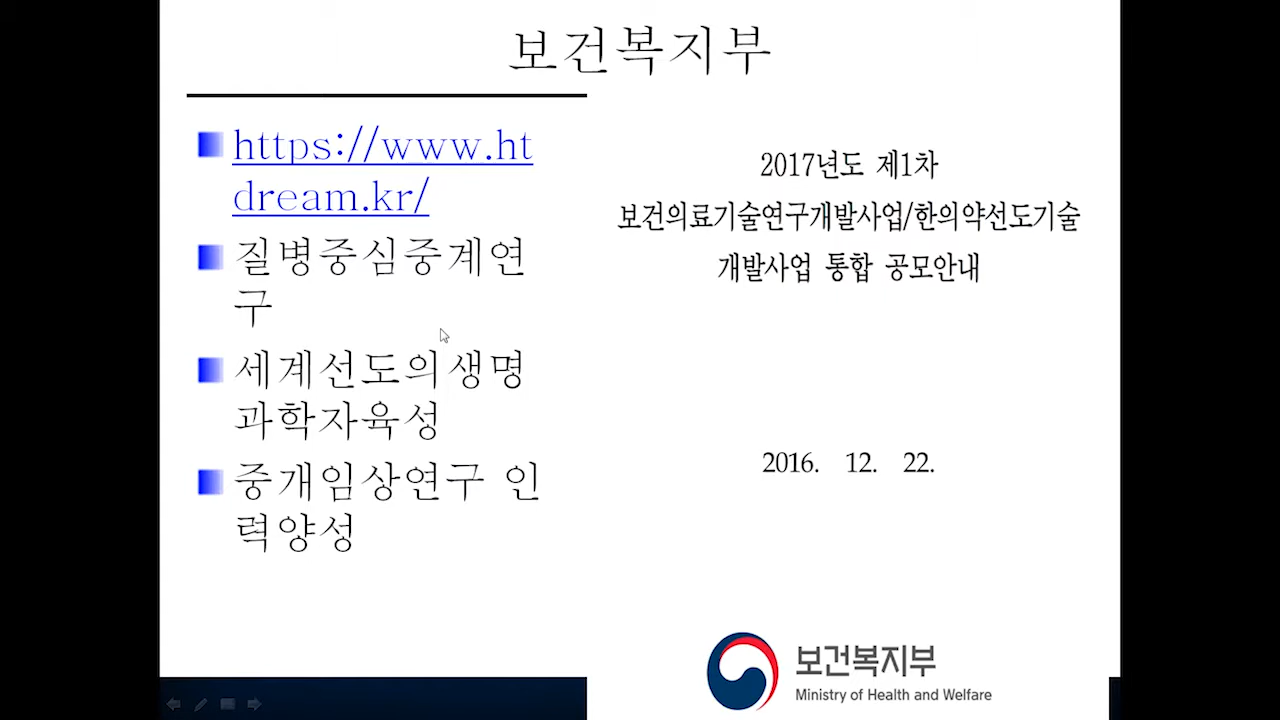 보건복지부
https://www.ht
dream.kr/
질병중심중계연
구
세계선도의생명
과학자육성
중개임상연구 인
력양성
2017년도 제1차
보건의료기술연구개발사업/한의약선도기술
개발사업 통합 공모안내
2016. 12. 22.
보건복지부
Ministry of Health and Welfare